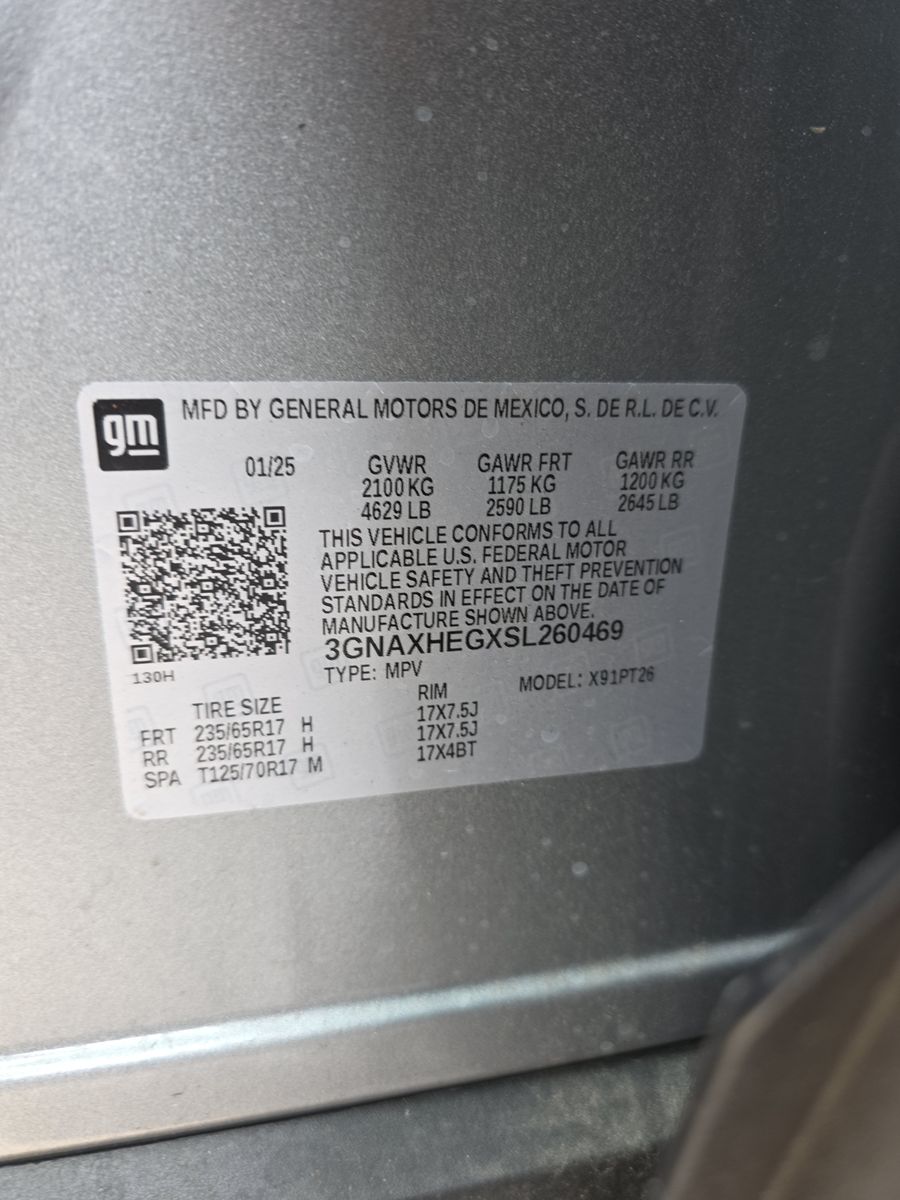 gm
MFD BY GENERAL MOTORS DE MEXICO, S. DE R.L. DE C.V.
01/25 GVWR GAWR FRT GAWR RR
2100 KG 1175 KG 1200 KG
4629 LB 2590 LB 2645 LB
THIS VEHICLE CONFORMS TO ALL
APPLICABLE U.S. FEDERAL MOTOR
VEHICLE SAFETY AND THEFT PREVENTION
STANDARDS IN EFFECT ON THE DATE OF
MANUFACTURE SHOWN ABOVE.
3GNAXHEGXSL260469
130H TYPE: MPV MODEL: X91PT26
TIRE SIZE RIM
FRT 235/65R17 H 17X7.5J
RR 235/65R17 H 17X7.5J
SPA T125/70R17 M 17X4BT